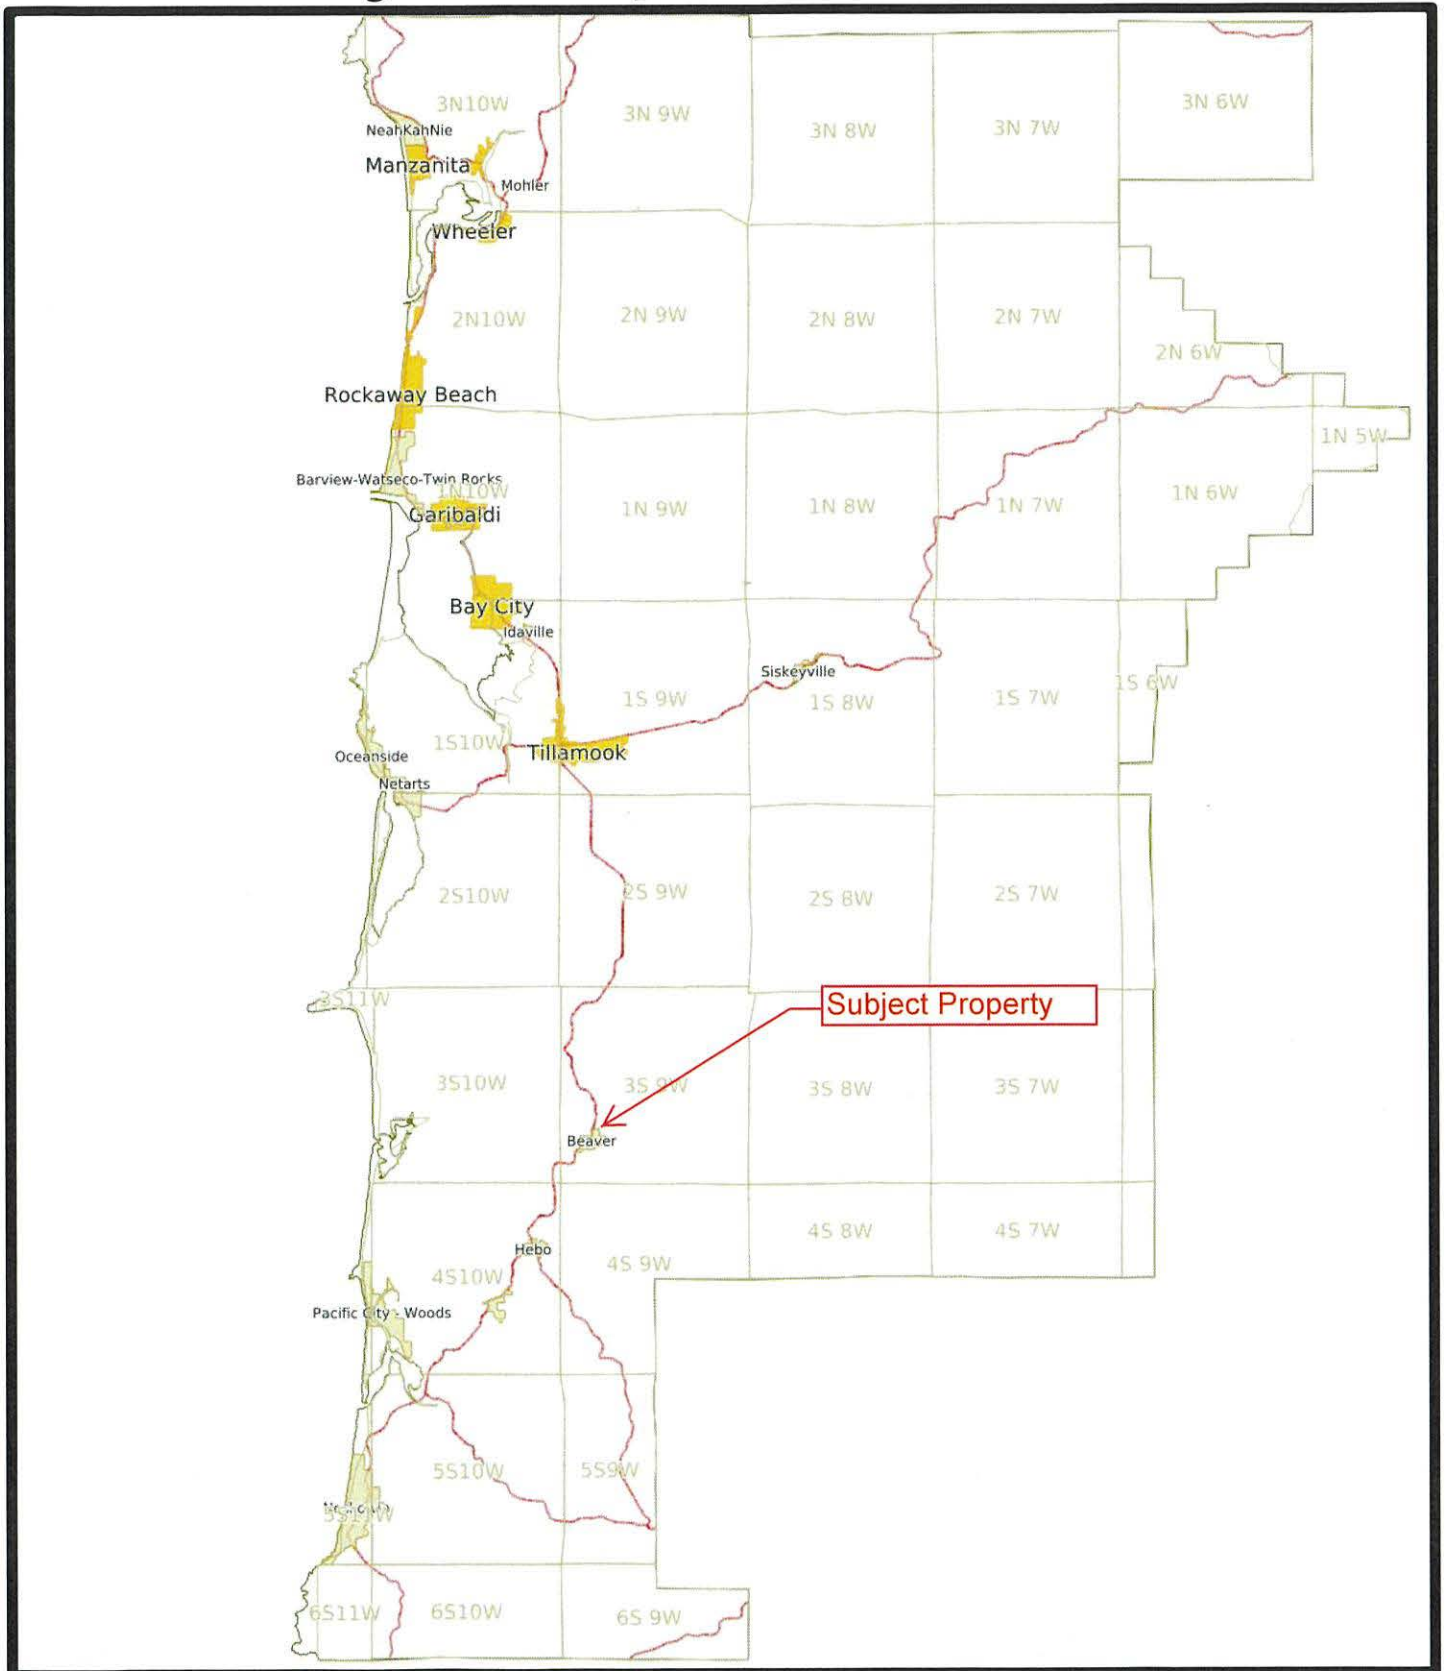 3N10W
3N 9W
3N 8W
3N 7W
3N 6W
NeahKahNie
Manzanita
Mohler
Wheeler
2N10W
2N 9W
2N 8W
2N 7W
2N 6W
Rockaway Beach
1N 5W
Barview-Watseco-Twin Rocks
1N10W
1N 9W
1N 8W
1N 7W
1N 6W
Garibaldi
Bay City
Idaville
Siskeyville
1S 9W
1S 8W
1S 7W
1S 6W
1S10W
Tillamook
Oceanside
Netarts
2S10W
2S 9W
2S 8W
2S 7W
3S11W
Subject Property
3S10W
3S 9W
3S 8W
3S 7W
Beaver
4S 8W
4S 7W
Hebo
4S10W
4S 9W
Pacific City - Woods
5S10W
5S9W
5S11W
6S11W
6S10W
6S 9W